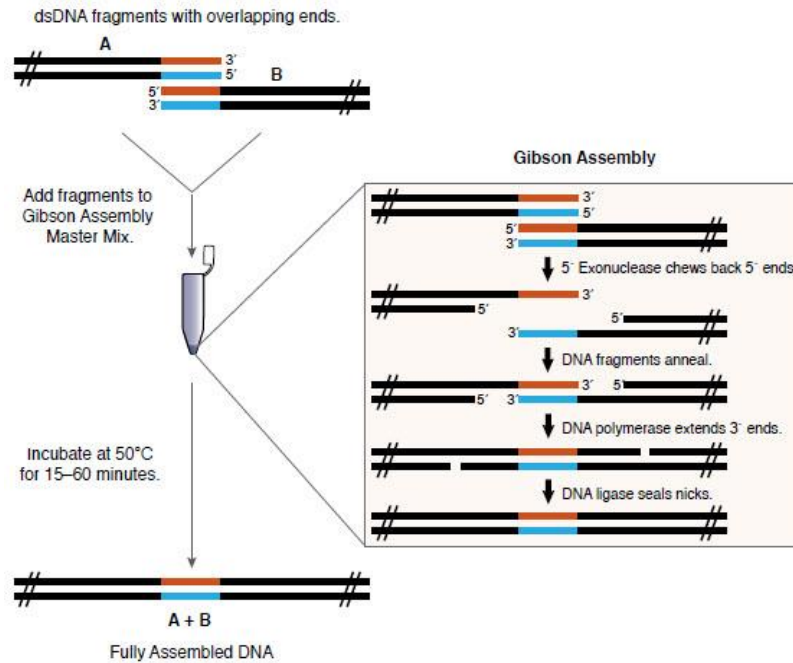 dsDNA fragments with overlapping ends.
A
3′
5′
B
5′
3′
Add fragments to
Gibson Assembly
Master Mix.
Incubate at 50°C
for 15–60 minutes.
A + B
Fully Assembled DNA
Gibson Assembly
3′
5′
5′
3′
5′ Exonuclease chews back 5′ ends
3′
5′
5′
3′
DNA fragments anneal.
3′ 5′
5′ 3′
DNA polymerase extends 3′ ends.
DNA ligase seals nicks.